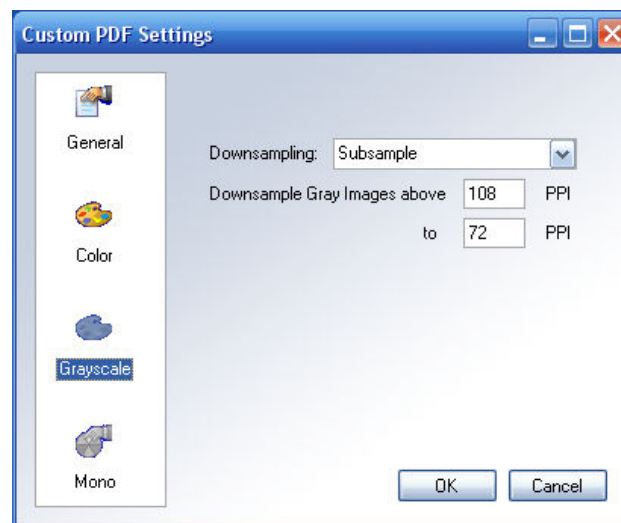 Custom PDF Settings
General
Color
Grayscale
Mono
Downsampling: Subsample
Downsample Gray Images above 108 PPI
to 72 PPI
OK Cancel